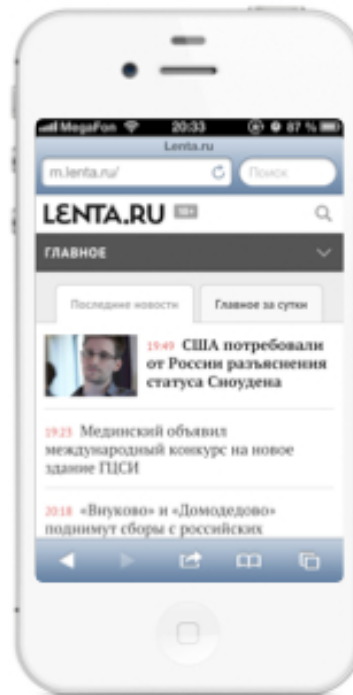 MegaFon 20:33 87 %
Lenta.ru
m.lenta.ru/ Поиск
LENTA.RU 18+
ГЛАВНОЕ
Последние новости Главное за сутки
19:49 США потребовали
от России разъяснения
статуса Сноудена
19:23 Мединский объявил
международный конкурс на новое
здание ГЦСИ
20:18 «Внуково» и «Домодедово»
поднимут сборы с российских